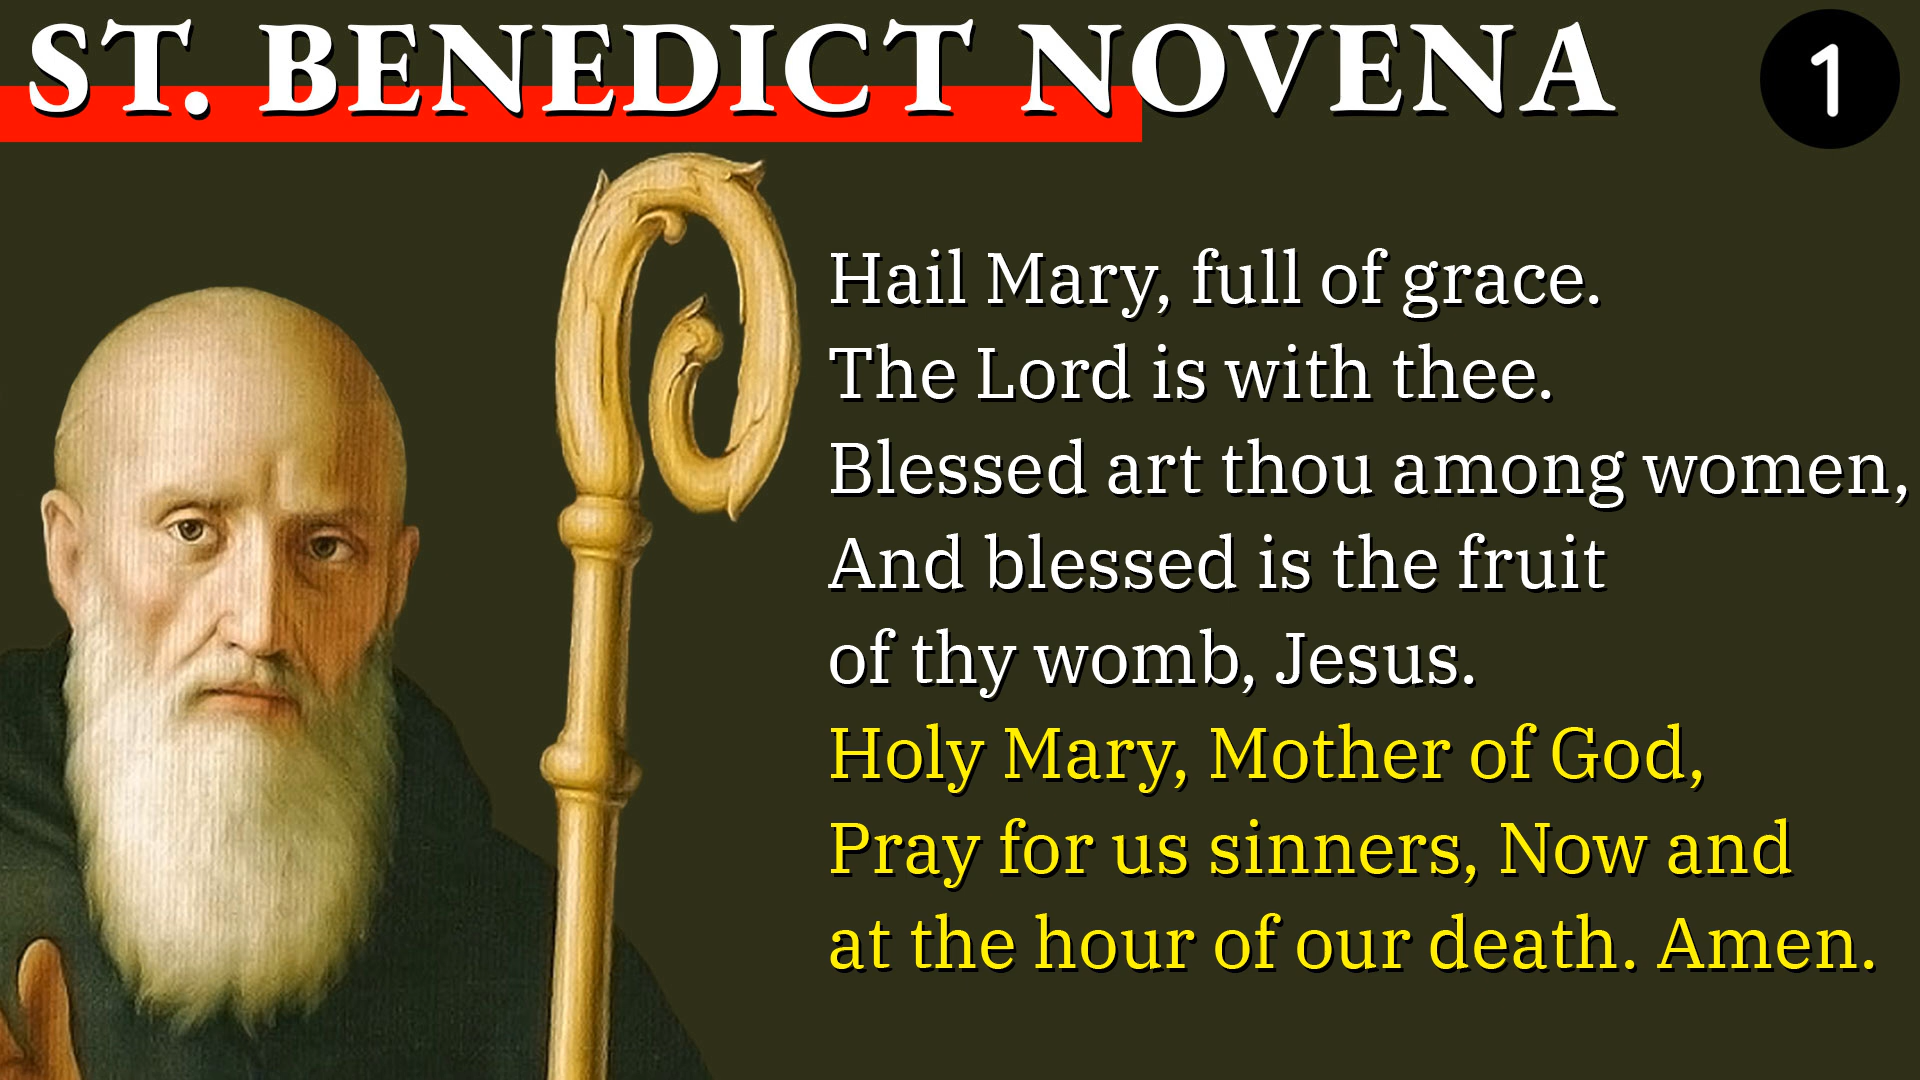 ST. BENEDICT NOVENA
1
Hail Mary, full of grace.
The Lord is with thee.
Blessed art thou among women,
And blessed is the fruit
of thy womb, Jesus.
Holy Mary, Mother of God,
Pray for us sinners, Now and
at the hour of our death. Amen.